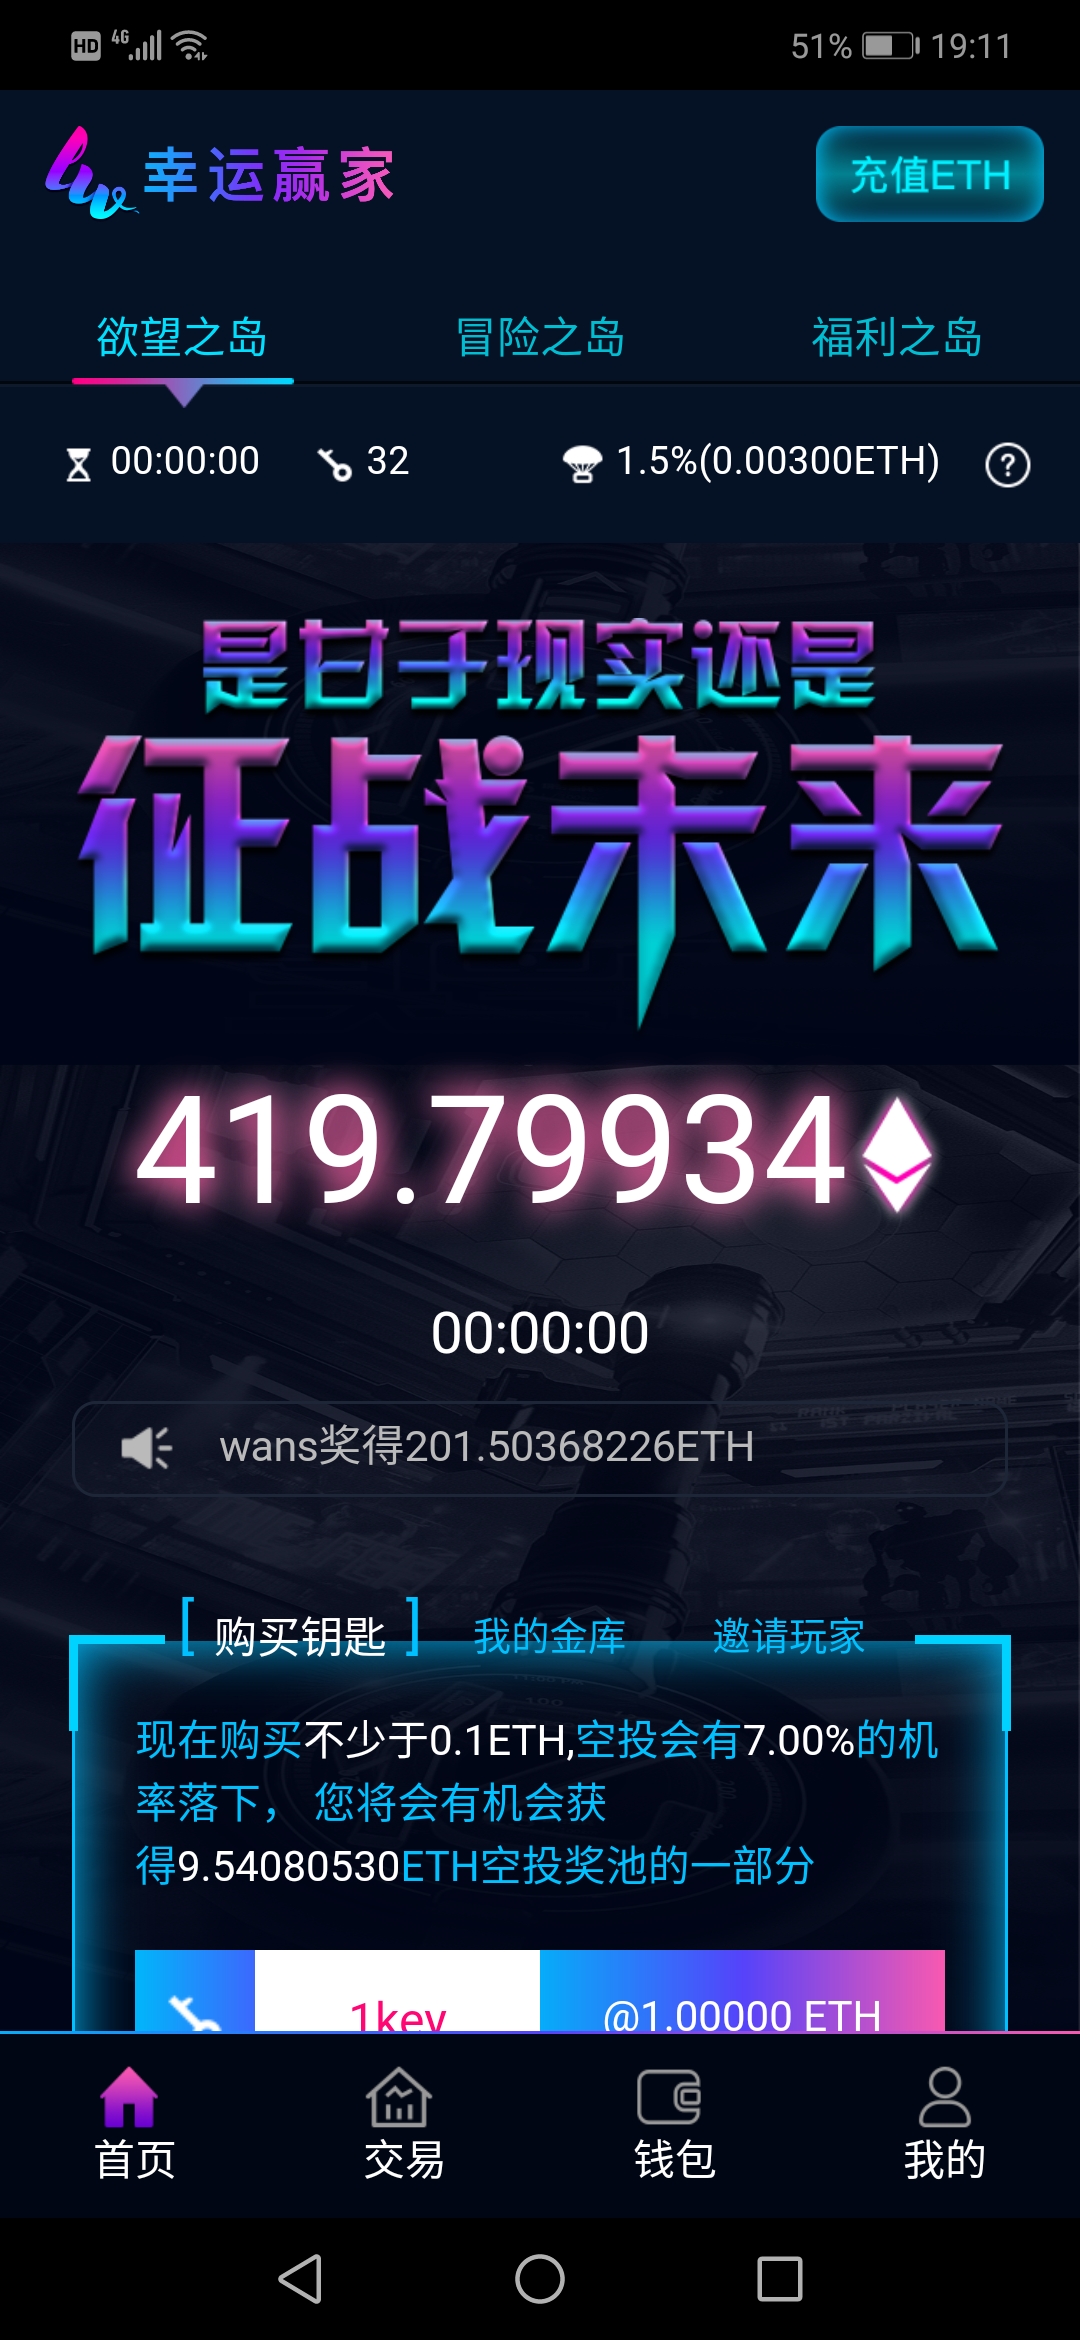 HD 4G 51% 19:11
lw 幸运赢家 充值ETH
欲望之岛 冒险之岛 福利之岛
00:00:00 32 1.5%(0.00300ETH) ?
是甘于现实还是
征战未来
419.79934
00:00:00
wans奖得201.50368226ETH
[ 购买钥匙 ] 我的金库 邀请玩家
现在购买不少于0.1ETH,空投会有7.00%的机
率落下， 您将会有机会获
得9.54080530ETH空投奖池的一部分
1key @1.00000 ETH
首页 交易 钱包 我的